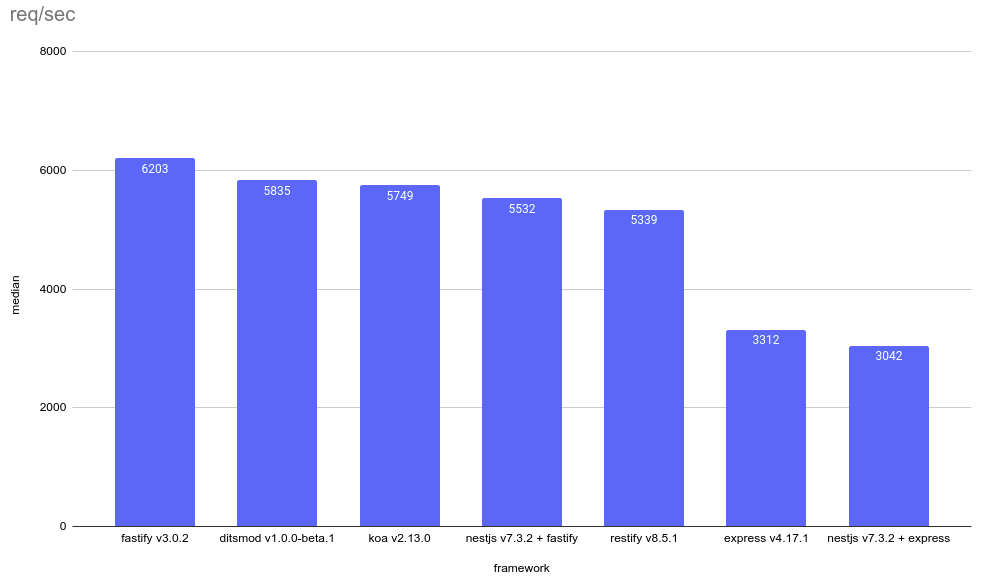 req/sec
8000
6000
4000
2000
0
median
6203
5835
5749
5532
5339
3312
3042
fastify v3.0.2
ditsmod v1.0.0-beta.1
koa v2.13.0
nestjs v7.3.2 + fastify
restify v8.5.1
express v4.17.1
nestjs v7.3.2 + express
framework